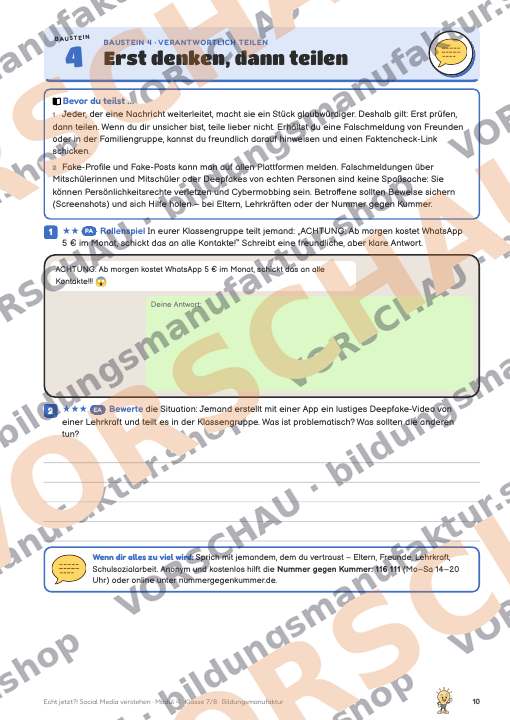 BAUSTEIN
4
BAUSTEIN 4 · VERANTWORTLICH TEILEN
Erst denken, dann teilen
Bevor du teilst ...
1 Jeder, der eine Nachricht weiterleitet, macht sie ein Stück glaubwürdiger. Deshalb gilt: Erst prüfen,
dann teilen. Wenn du dir unsicher bist, teile lieber nicht. Erhältst du eine Falschmeldung von Freunden
oder in der Familiengruppe, kannst du freundlich darauf hinweisen und einen Faktencheck-Link
schicken.
2 Fake-Profile und Fake-Posts kann man auf allen Plattformen melden. Falschmeldungen über
Mitschülerinnen und Mitschüler oder Deepfakes von echten Personen sind keine Spaßsache: Sie
können Persönlichkeitsrechte verletzen und Cybermobbing sein. Betroffene sollten Beweise sichern
(Screenshots) und sich Hilfe holen – bei Eltern, Lehrkräften oder der Nummer gegen Kummer.
1 ★★ PA Rollenspiel In eurer Klassengruppe teilt jemand: „ACHTUNG: Ab morgen kostet WhatsApp
5 € im Monat, schickt das an alle Kontakte!" Schreibt eine freundliche, aber klare Antwort.
ACHTUNG: Ab morgen kostet WhatsApp 5 € im Monat, schickt das an alle
Kontakte!!! 😱
Deine Antwort:
2 ★★★ EA Bewerte die Situation: Jemand erstellt mit einer App ein lustiges Deepfake-Video von
einer Lehrkraft und teilt es in der Klassengruppe. Was ist problematisch? Was sollten die anderen
tun?
Wenn dir alles zu viel wird: Sprich mit jemandem, dem du vertraust – Eltern, Freunde, Lehrkraft,
Schulsozialarbeit. Anonym und kostenlos hilft die Nummer gegen Kummer: 116 111 (Mo–Sa 14–20
Uhr) oder online unter nummergegenkummer.de.
Echt jetzt?! Social Media verstehen · Modul 4 · Klasse 7/8 · Bildungsmanufaktur
10
VORSCHAU
VORSCHAU · bildungsmanufaktur.shop